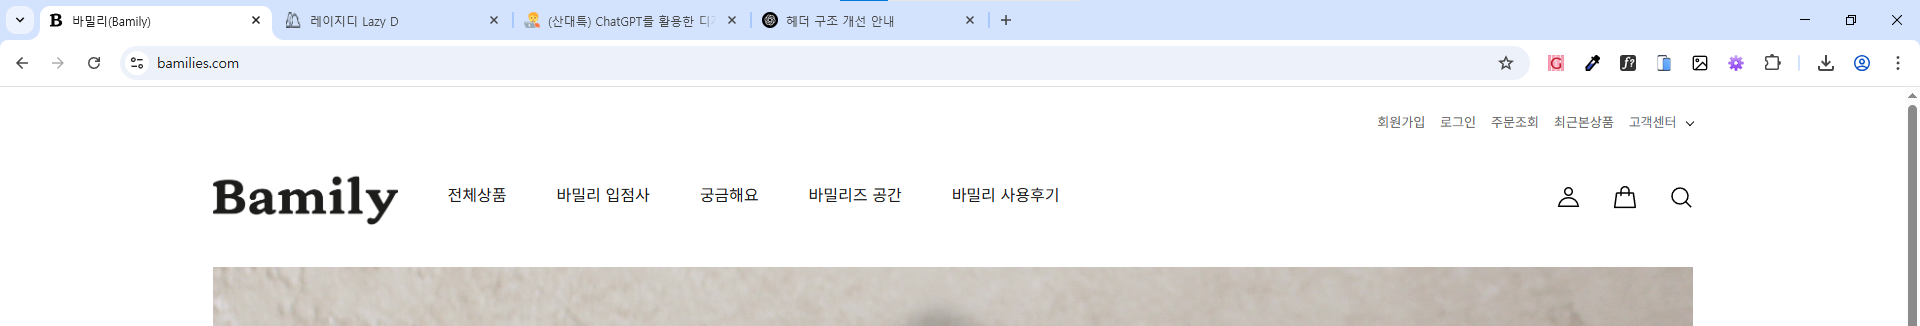 바밀리(Bamily)
레이지디 Lazy D
(산대특) ChatGPT를 활용한 디
헤더 구조 개선 안내
bamilies.com
회원가입 로그인 주문조회 최근본상품 고객센터
Bamily 전체상품 바밀리 입점사 궁금해요 바밀리즈 공간 바밀리 사용후기